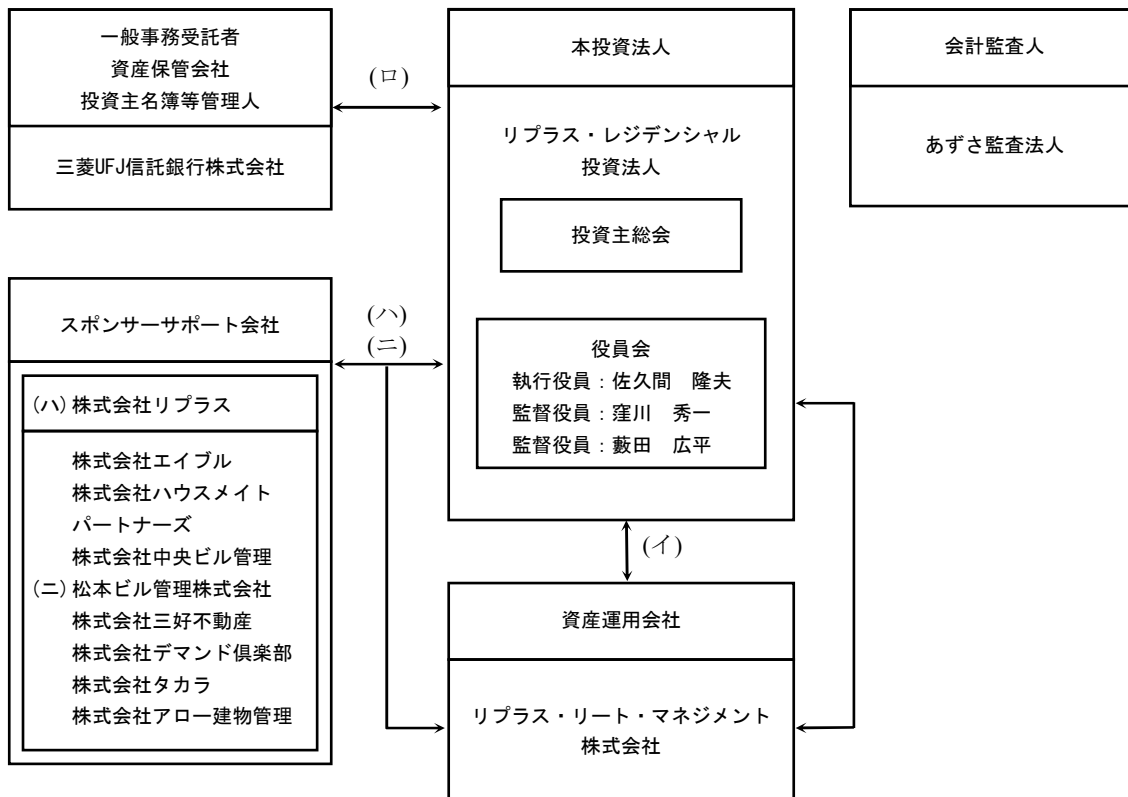 一般事務受託者
資産保管会社
投資主名簿等管理人
三菱UFJ信託銀行株式会社
(ロ)
本投資法人
リプラス・レジデンシャル
投資法人
投資主総会
役員会
執行役員：佐久間　隆夫
監督役員：窪川　秀一
監督役員：藪田　広平
会計監査人
あずさ監査法人
スポンサーサポート会社
(ハ)株式会社リプラス
株式会社エイブル
株式会社ハウスメイト
パートナーズ
株式会社中央ビル管理
(ニ)松本ビル管理株式会社
株式会社三好不動産
株式会社デマンド倶楽部
株式会社タカラ
株式会社アロー建物管理
(ハ)
(ニ)
(イ)
資産運用会社
リプラス・リート・マネジメント
株式会社